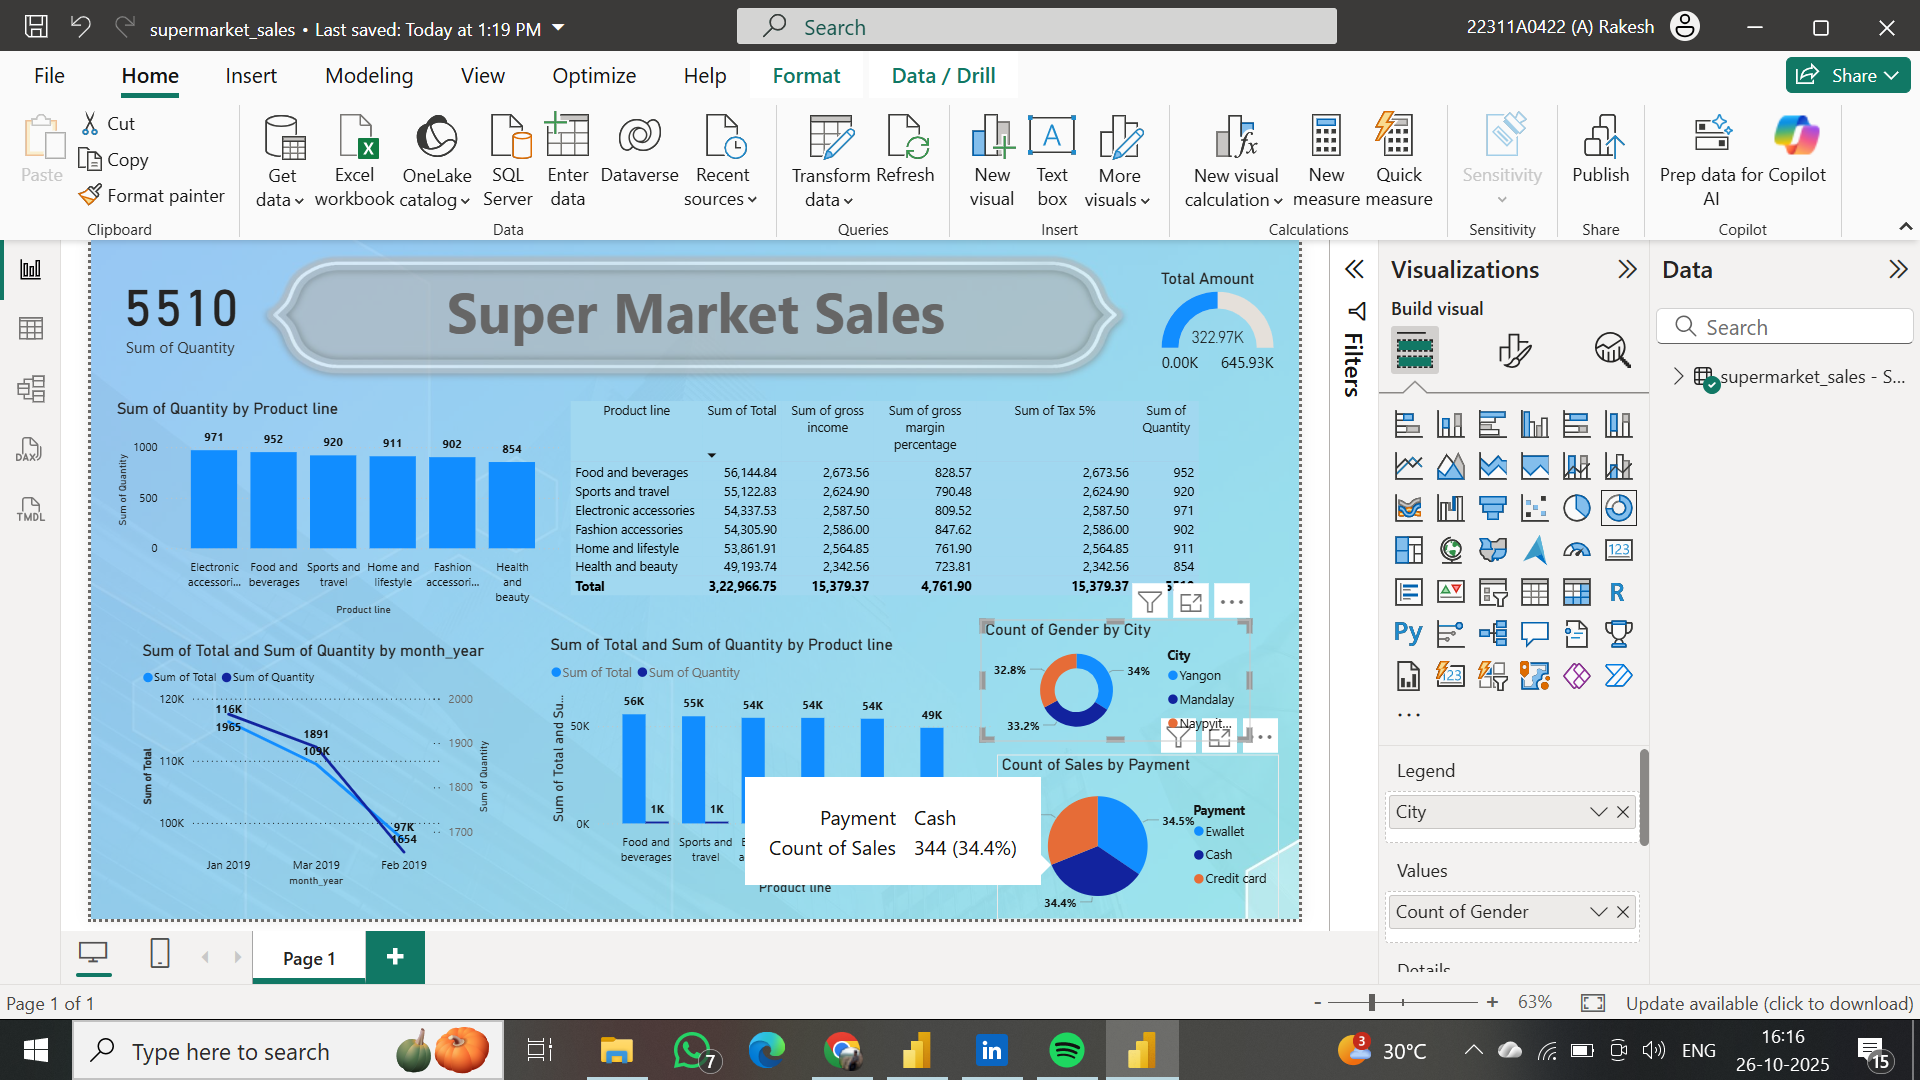 supermarket_sales • Last saved: Today at 1:19 PM
Search
22311A0422 (A) Rakesh
File
Home
Insert
Modeling
View
Optimize
Help
Format
Data / Drill
Share
Paste
Cut
Copy
Format painter
Clipboard
Get data
Excel workbook
OneLake catalog
SQL Server
Enter data
Dataverse
Recent sources
Data
Transform data
Refresh
Queries
New visual
Text box
More visuals
Insert
New visual calculation
New measure
Quick measure
Calculations
Sensitivity
Sensitivity
Publish
Share
Prep data for AI
Copilot
Copilot
5510
Sum of Quantity
Super Market Sales
Total Amount
322.97K
0.00K 645.93K
Sum of Quantity by Product line
Sum of Quantity
1000
500
0
971 952 920 911 902 854
Electronic accessori...
Food and beverages
Sports and travel
Home and lifestyle
Fashion accessori...
Health and beauty
Product line
Product line Sum of Total Sum of gross income Sum of gross margin percentage Sum of Tax 5% Sum of Quantity
Food and beverages 56,144.84 2,673.56 828.57 2,673.56 952
Sports and travel 55,122.83 2,624.90 790.48 2,624.90 920
Electronic accessories 54,337.53 2,587.50 809.52 2,587.50 971
Fashion accessories 54,305.90 2,586.00 847.62 2,586.00 902
Home and lifestyle 53,861.91 2,564.85 761.90 2,564.85 911
Health and beauty 49,193.74 2,342.56 723.81 2,342.56 854
Total 3,22,966.75 15,379.37 4,761.90 15,379.37
Sum of Total and Sum of Quantity by month_year
Sum of Total Sum of Quantity
Sum of Total
120K
110K
100K
116K
1965
1891
109K
97K
1654
2000
1900
1800
1700
Sum of Quantity
Jan 2019 Mar 2019 Feb 2019
month_year
Sum of Total and Sum of Quantity by Product line
Sum of Total Sum of Quantity
Sum of Total and Su...
50K
0K
56K 55K 54K 54K 54K 49K
1K 1K
Food and beverages
Sports and travel
Product line
Count of Gender by City
32.8%
34%
33.2%
City
Yangon
Mandalay
Naypyit...
Count of Sales by Payment
34.5%
34.4%
Payment
Ewallet
Cash
Credit card
Payment Cash
Count of Sales 344 (34.4%)
Filters
Visualizations
Build visual
123
R
Py
123
Legend
City
Values
Count of Gender
Details
Data
Search
supermarket_sales - S...
DAX
TMDL
Page 1
Page 1 of 1
63%
Update available (click to download)
Type here to search
7
in
3
30°C
ENG
16:16
26-10-2025
15